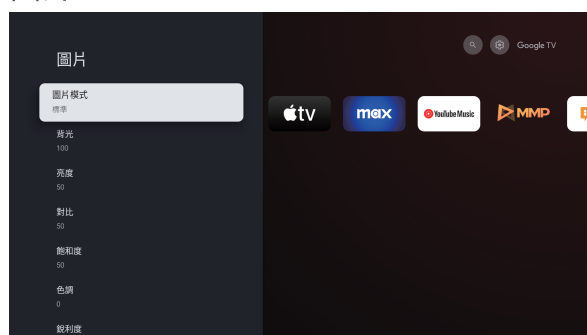 圖片
圖片模式
標準
背光
100
亮度
50
對比
50
飽和度
50
色調
0
銳利度
Google TV
tv
max
YouTube Music
MMP